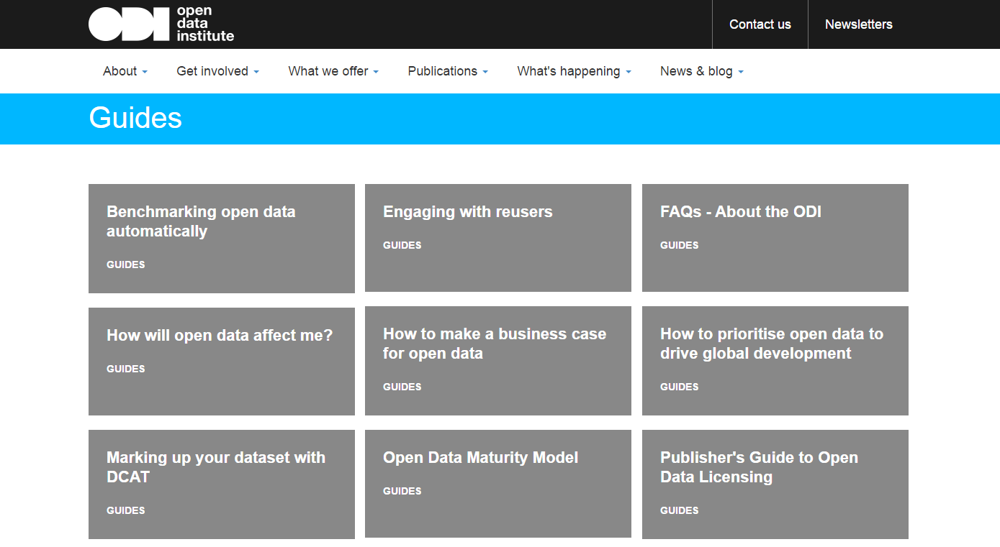 ODI
open
data
institute
Contact us
Newsletters
About
Get involved
What we offer
Publications
What's happening
News & blog
Guides
Benchmarking open data
automatically
GUIDES
Engaging with reusers
GUIDES
FAQs - About the ODI
GUIDES
How will open data affect me?
GUIDES
How to make a business case
for open data
GUIDES
How to prioritise open data to
drive global development
GUIDES
Marking up your dataset with
DCAT
GUIDES
Open Data Maturity Model
GUIDES
Publisher's Guide to Open
Data Licensing
GUIDES